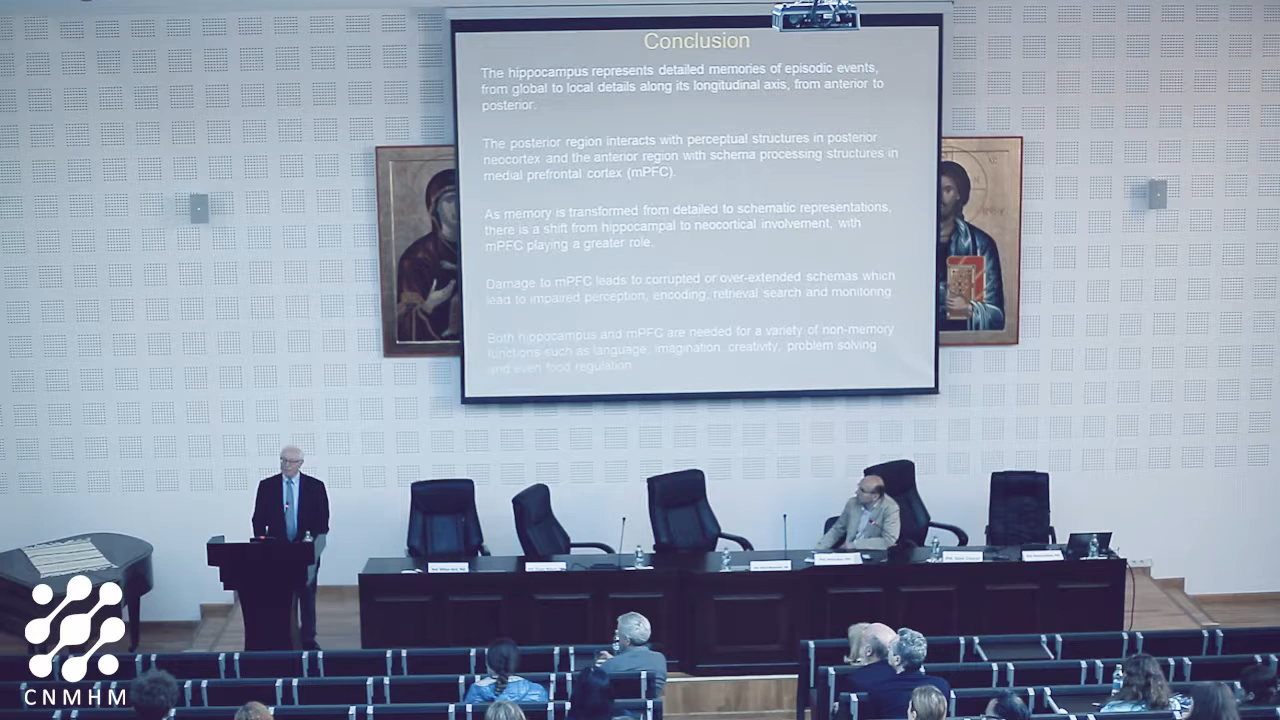 Conclusion
The hippocampus represents detailed memories of episodic events,
from global to local details along its longitudinal axis, from anterior to
posterior.
The posterior region interacts with perceptual structures in posterior
neocortex and the anterior region with schema processing structures in
medial prefrontal cortex (mPFC).
As memory is transformed from detailed to schematic representations,
there is a shift from hippocampal to neocortical involvement, with
mPFC playing a greater role.
Damage to mPFC leads to corrupted or over-extended schemas which
lead to impaired perception, encoding, retrieval search and monitoring
Both hippocampus and mPFC are needed for a variety of non-memory
functions such as language, imagination, creativity, problem solving
and even food regulation
CNMHM